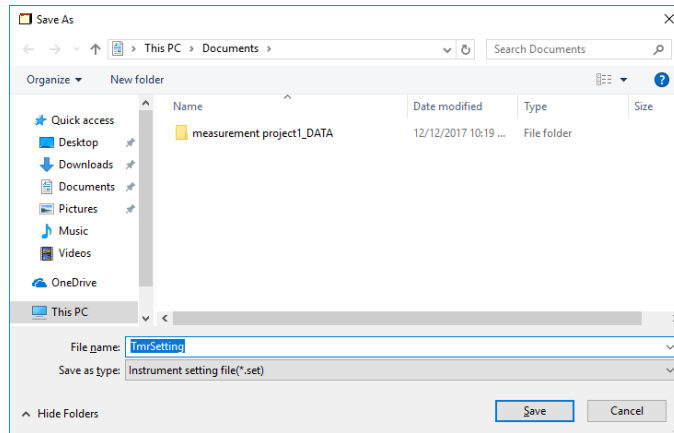 Save As
This PC > Documents >
Search Documents
Organize
New folder
Name
Date modified
Type
Size
Quick access
Desktop
Downloads
Documents
Pictures
Music
Videos
OneDrive
This PC
measurement project1_DATA
12/12/2017 10:19 ...
File folder
File name:
TmrSetting
Save as type:
Instrument setting file(*.set)
Hide Folders
Save
Cancel